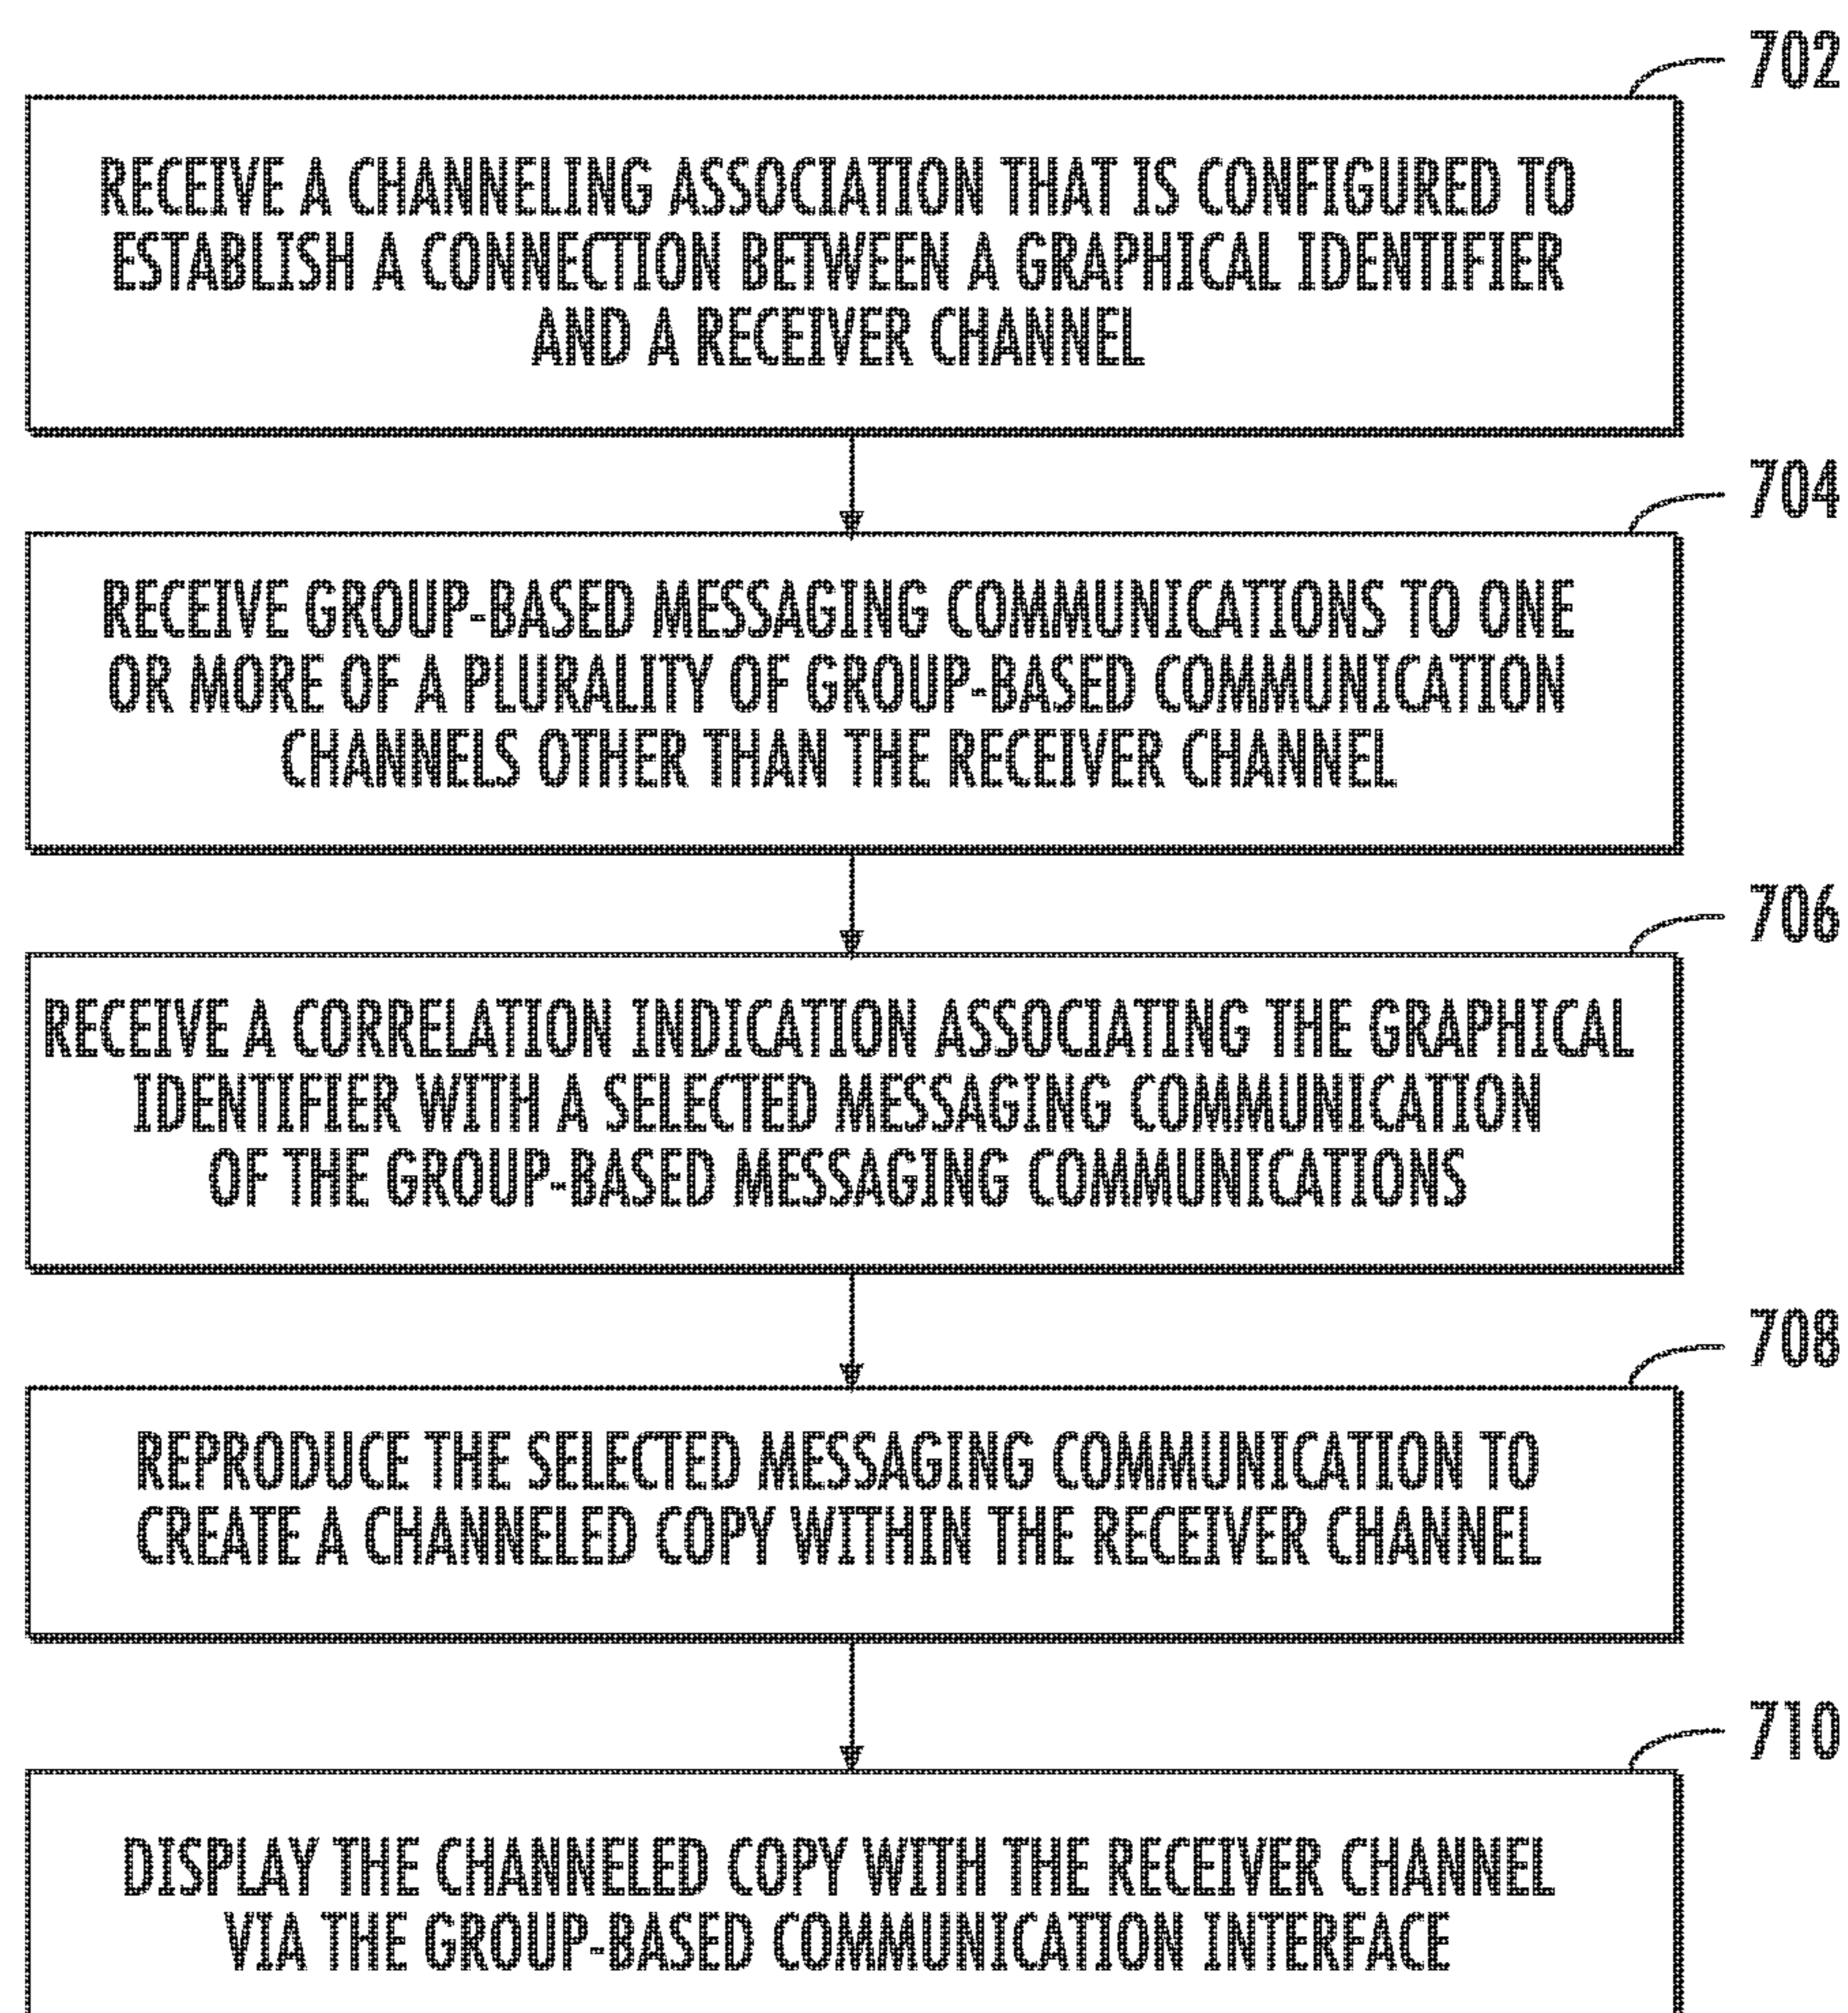 702
RECEIVE A CHANNELING ASSOCIATION THAT IS CONFIGURED TO
ESTABLISH A CONNECTION BETWEEN A GRAPHICAL IDENTIFIER
AND A RECEIVER CHANNEL
704
RECEIVE GROUP-BASED MESSAGING COMMUNICATIONS TO ONE
OR MORE OF A PLURALITY OF GROUP-BASED COMMUNICATION
CHANNELS OTHER THAN THE RECEIVER CHANNEL
706
RECEIVE A CORRELATION INDICATION ASSOCIATING THE GRAPHICAL
IDENTIFIER WITH A SELECTED MESSAGING COMMUNICATION
OF THE GROUP-BASED MESSAGING COMMUNICATIONS
708
REPRODUCE THE SELECTED MESSAGING COMMUNICATION TO
CREATE A CHANNELED COPY WITHIN THE RECEIVER CHANNEL
710
DISPLAY THE CHANNELED COPY WITH THE RECEIVER CHANNEL
VIA THE GROUP-BASED COMMUNICATION INTERFACE